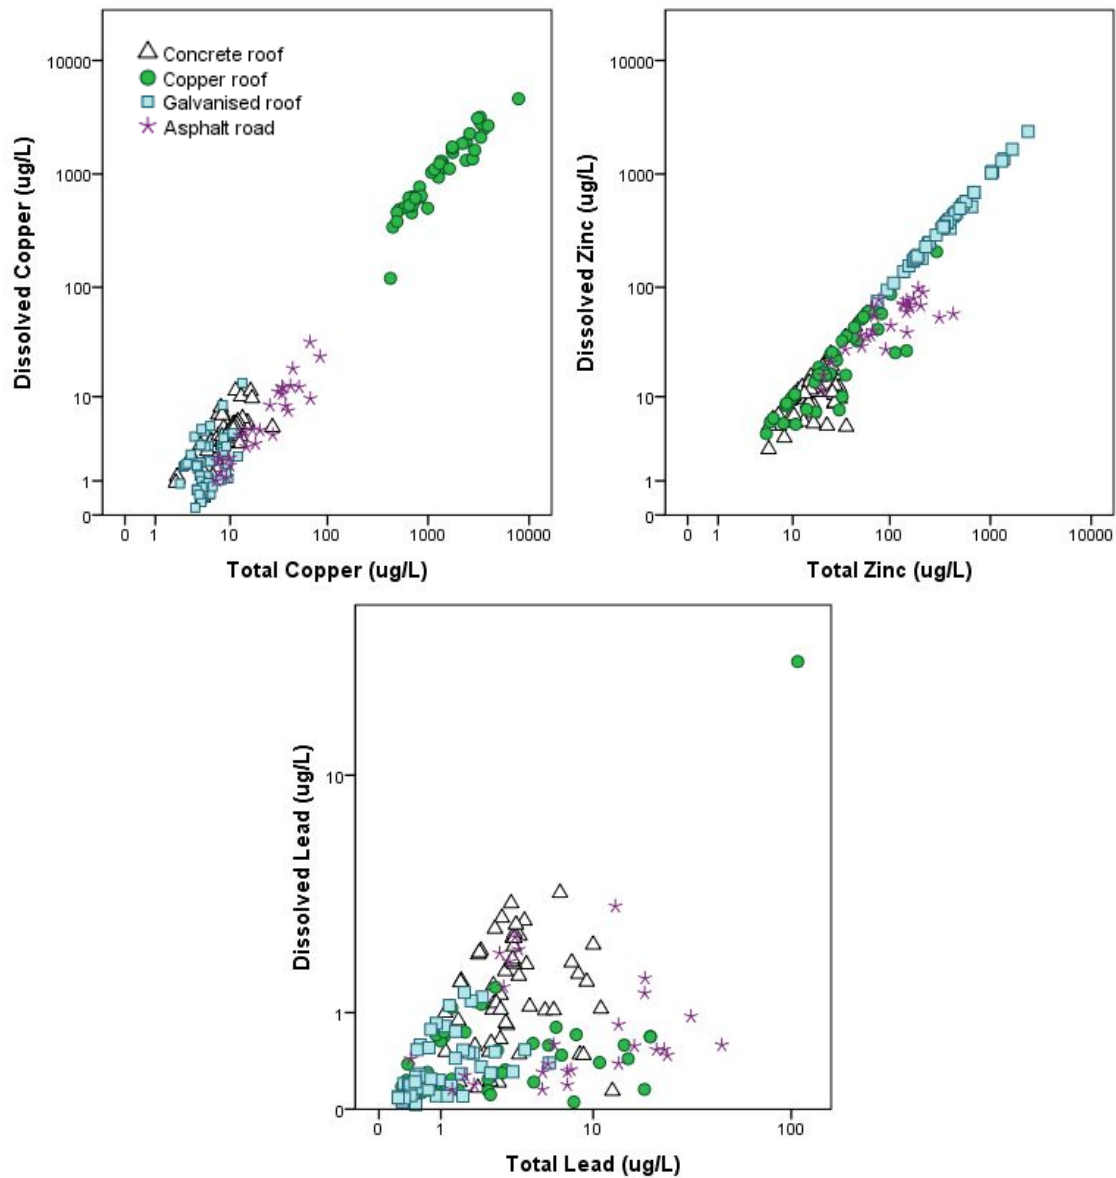 Concrete roof
Copper roof
Galvanised roof
Asphalt road
10000
1000
100
10
1
0
Dissolved Copper (ug/L)
0 1 10 100 1000 10000
Total Copper (ug/L)
10000
1000
100
10
1
0
Dissolved Zinc (ug/L)
0 1 10 100 1000 10000
Total Zinc (ug/L)
10
1
0
Dissolved Lead (ug/L)
0 1 10 100
Total Lead (ug/L)